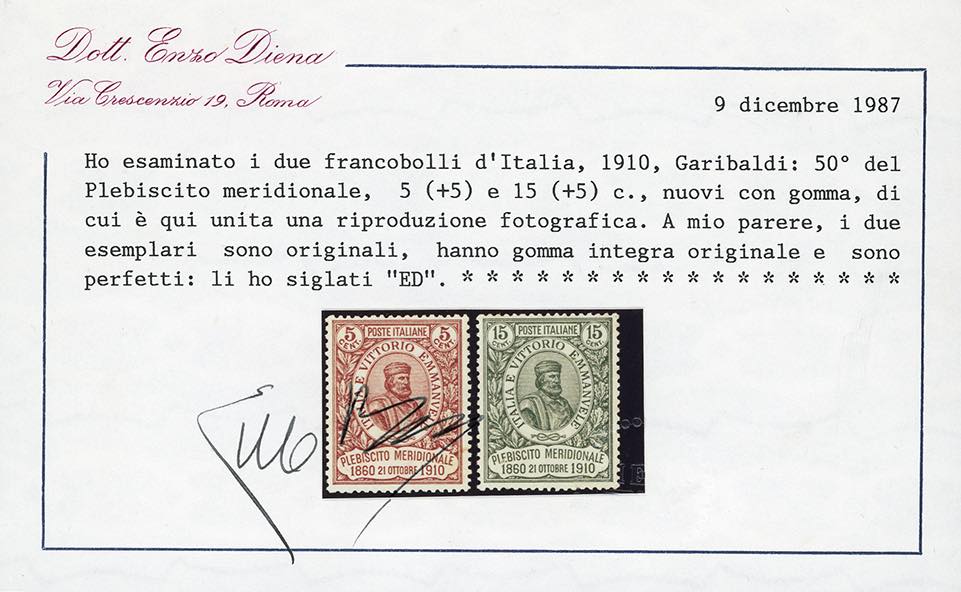 Dott. Enzo Diena
Via Crescenzio 19, Roma
9 dicembre 1987
Ho esaminato i due francobolli d'Italia, 1910, Garibaldi: 50° del
Plebiscito meridionale, 5 (+5) e 15 (+5) c., nuovi con gomma, di
cui è qui unita una riproduzione fotografica. A mio parere, i due
esemplari sono originali, hanno gomma integra originale e sono
perfetti: li ho siglati "ED". * * * * * * * * * * * * * * * * * *
5 CENT. POSTE ITALIANE 5 CENT.
ITALIA E VITTORIO EMMANVELE
PLEBISCITO MERIDIONALE
1860 21 OTTOBRE 1910
15 CENT. POSTE ITALIANE 15 CENT.
ITALIA E VITTORIO EMMANVELE
PLEBISCITO MERIDIONALE
1860 21 OTTOBRE 1910